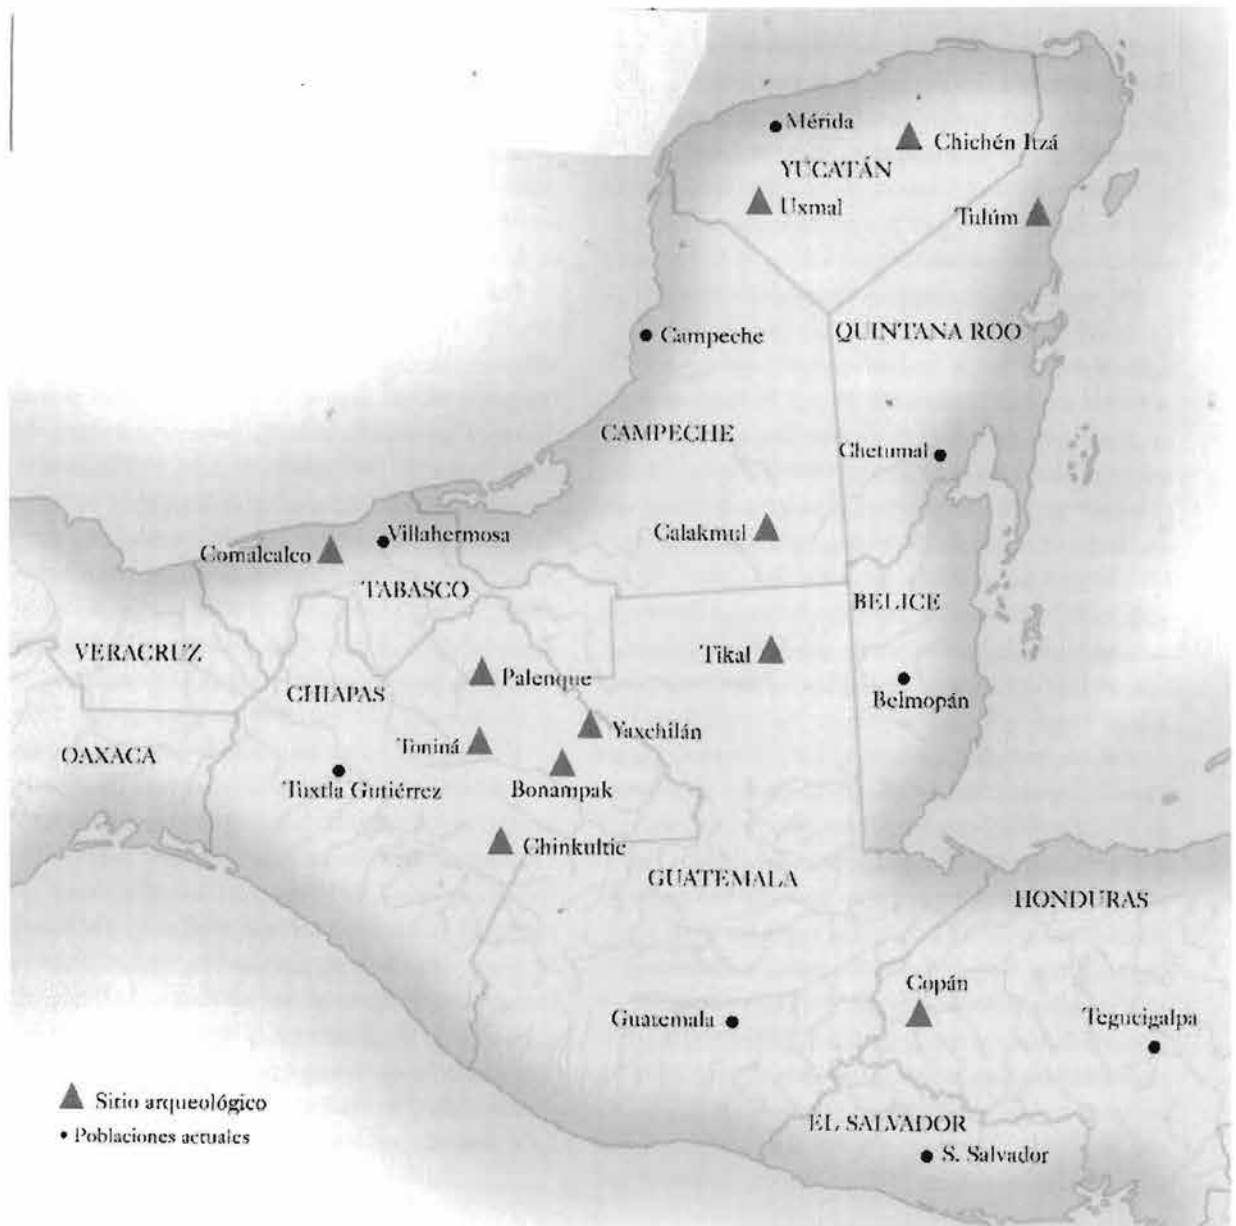 Mérida
Chichén Itzá
YUCATÁN
Uxmal
Tulúm
Campeche
QUINTANA ROO
CAMPECHE
Chetumal
Calakmul
Villahermosa
Comalcalco
TABASCO
BELICE
VERACRUZ
Tikal
Palenque
CHIAPAS
Belmopán
Yaxchilán
Toniná
OAXACA
Tuxtla Gutiérrez
Bonampak
Chinkultic
GUATEMALA
HONDURAS
Copán
Guatemala
Tegucigalpa
Sitio arqueológico
EL SALVADOR
Poblaciones actuales
S. Salvador